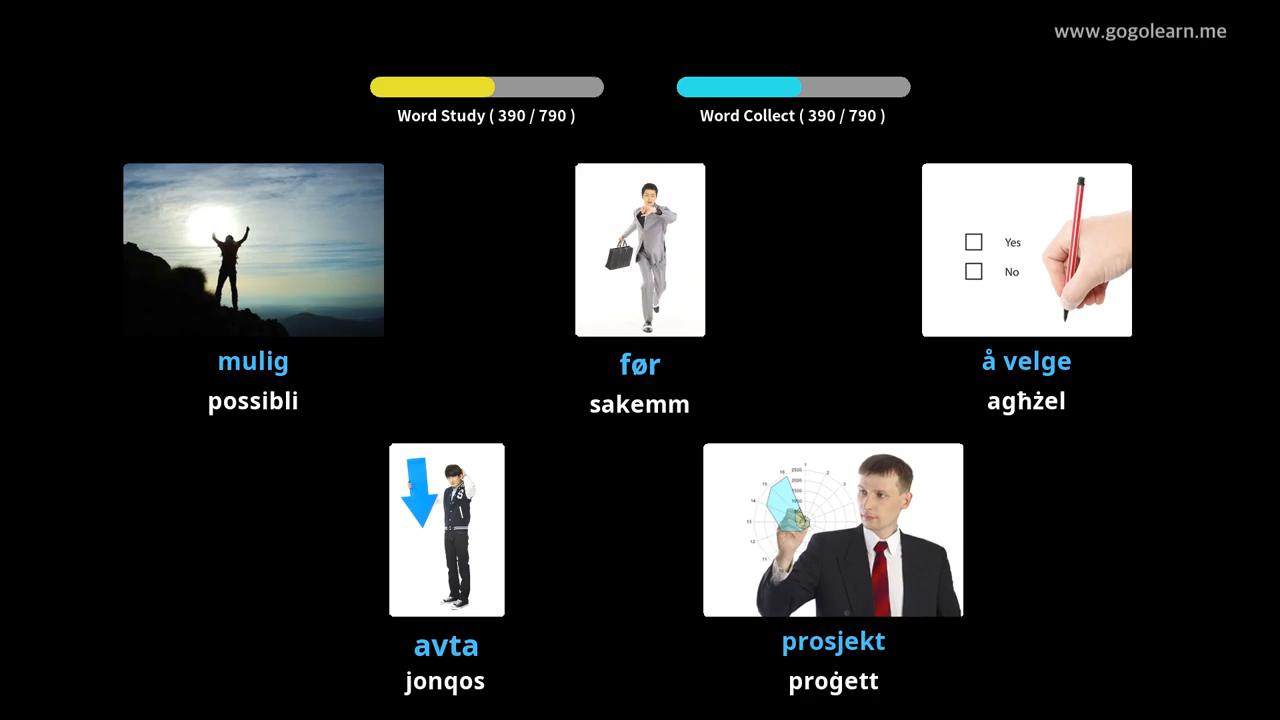 www.gogolearn.me
Word Study ( 390 / 790 )
Word Collect ( 390 / 790 )
Yes
No
mulig
possibli
før
sakemm
å velge
agħżel
avta
jonqos
prosjekt
proġett